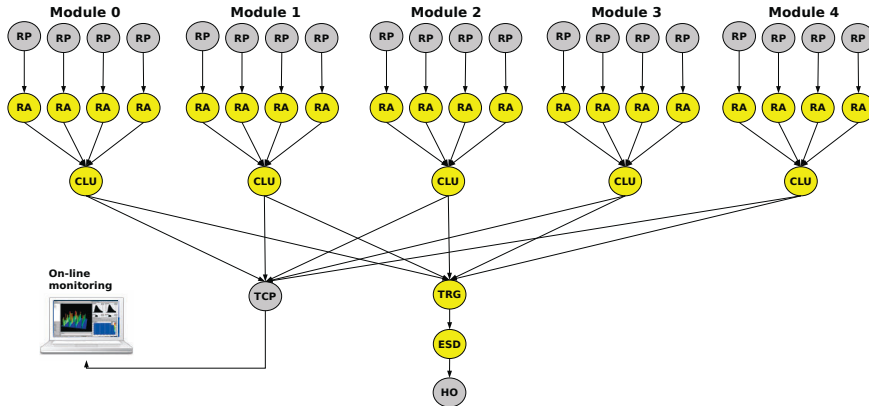 Module 0 Module 1 Module 2 Module 3 Module 4
RP RP RP RP RP RP RP RP RP RP RP RP RP RP RP RP RP RP RP RP
RA RA RA RA RA RA RA RA RA RA RA RA RA RA RA RA RA RA RA RA
CLU CLU CLU CLU CLU
On-line
monitoring
TCP TRG
ESD
HO